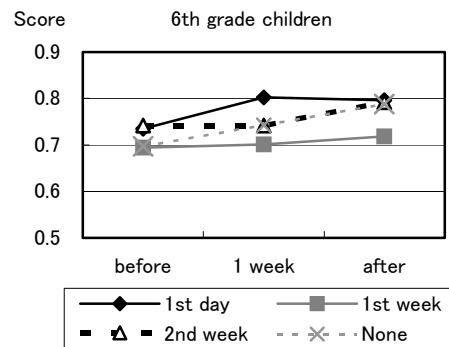 Score 6th grade children
0.9
0.8
0.7
0.6
0.5
before 1 week after
1st day 1st week
2nd week None